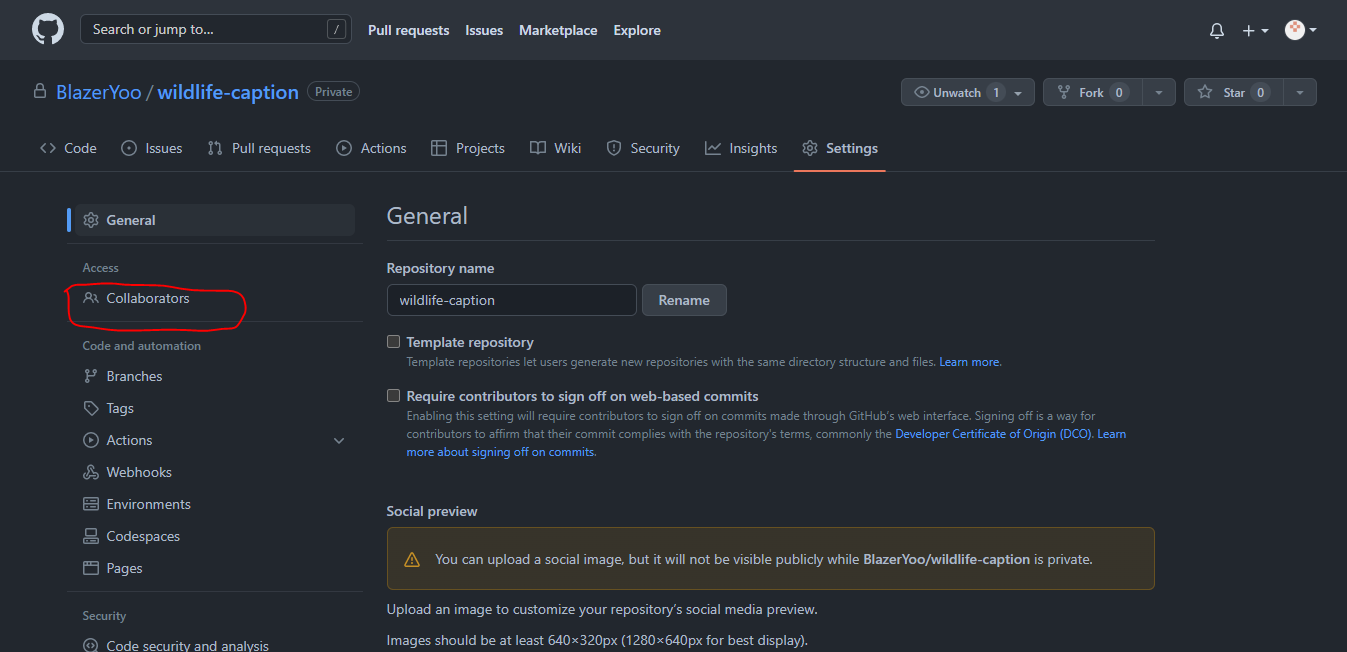 Search or jump to... /
Pull requests Issues Marketplace Explore
BlazerYoo / wildlife-caption Private
Unwatch 1 Fork 0 Star 0
Code Issues Pull requests Actions Projects Wiki Security Insights Settings
General
Access
Collaborators
Code and automation
Branches
Tags
Actions
Webhooks
Environments
Codespaces
Pages
Security
Code security and analysis
General
Repository name
wildlife-caption Rename
Template repository
Template repositories let users generate new repositories with the same directory structure and files. Learn more.
Require contributors to sign off on web-based commits
Enabling this setting will require contributors to sign off on commits made through GitHub's web interface. Signing off is a way for
contributors to affirm that their commit complies with the repository's terms, commonly the Developer Certificate of Origin (DCO). Learn
more about signing off on commits.
Social preview
You can upload a social image, but it will not be visible publicly while BlazerYoo/wildlife-caption is private.
Upload an image to customize your repository's social media preview.
Images should be at least 640×320px (1280×640px for best display).